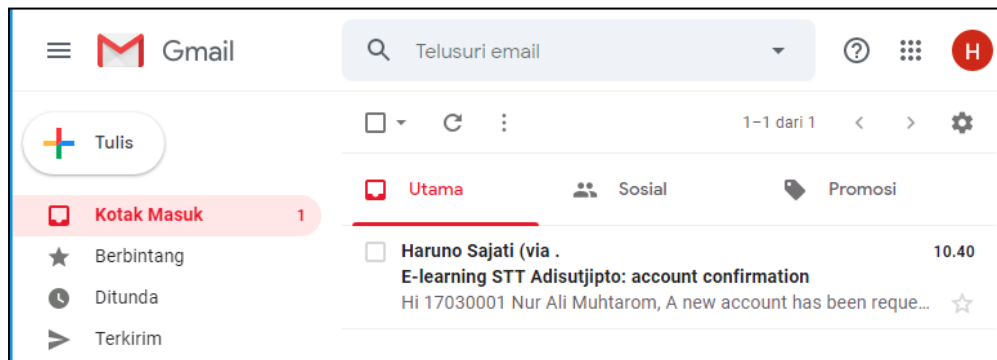 Gmail
Telusuri email
H
Tulis
1–1 dari 1
Utama
Sosial
Promosi
Kotak Masuk 1
Berbintang
Ditunda
Terkirim
Haruno Sajati (via . 10.40
E-learning STT Adisutjipto: account confirmation
Hi 17030001 Nur Ali Muhtarom, A new account has been reque...